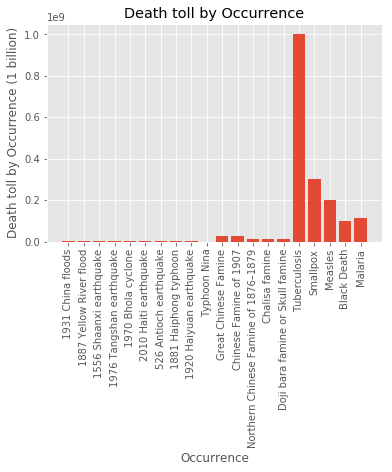 Death toll by Occurrence
1e9
Death toll by Occurrence (1 billion)
1.0
0.8
0.6
0.4
0.2
0.0
1931 China floods
1887 Yellow River flood
1556 Shaanxi earthquake
1976 Tangshan earthquake
1970 Bhola cyclone
2010 Haiti earthquake
526 Antioch earthquake
1881 Haiphong typhoon
1920 Haiyuan earthquake
Typhoon Nina
Great Chinese Famine
Chinese Famine of 1907
Northern Chinese Famine of 1876–1879
Chalisa famine
Doji bara famine or Skull famine
Tuberculosis
Smallpox
Measles
Black Death
Malaria
Occurrence